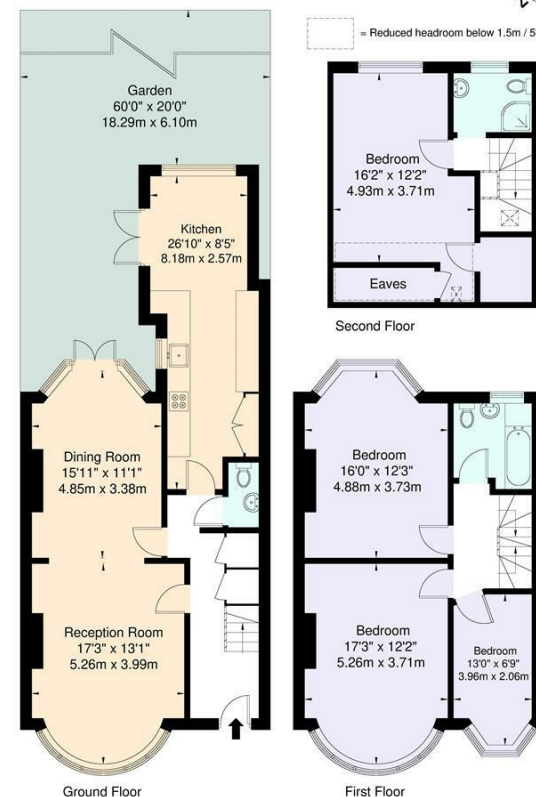 = Reduced headroom below 1.5m / 5'
Garden
60'0" x 20'0"
18.29m x 6.10m
Kitchen
26'10" x 8'5"
8.18m x 2.57m
Dining Room
15'11" x 11'1"
4.85m x 3.38m
Reception Room
17'3" x 13'1"
5.26m x 3.99m
Ground Floor
Bedroom
16'2" x 12'2"
4.93m x 3.71m
Eaves
Second Floor
Bedroom
16'0" x 12'3"
4.88m x 3.73m
Bedroom
17'3" x 12'2"
5.26m x 3.71m
Bedroom
13'0" x 6'9"
3.96m x 2.06m
First Floor